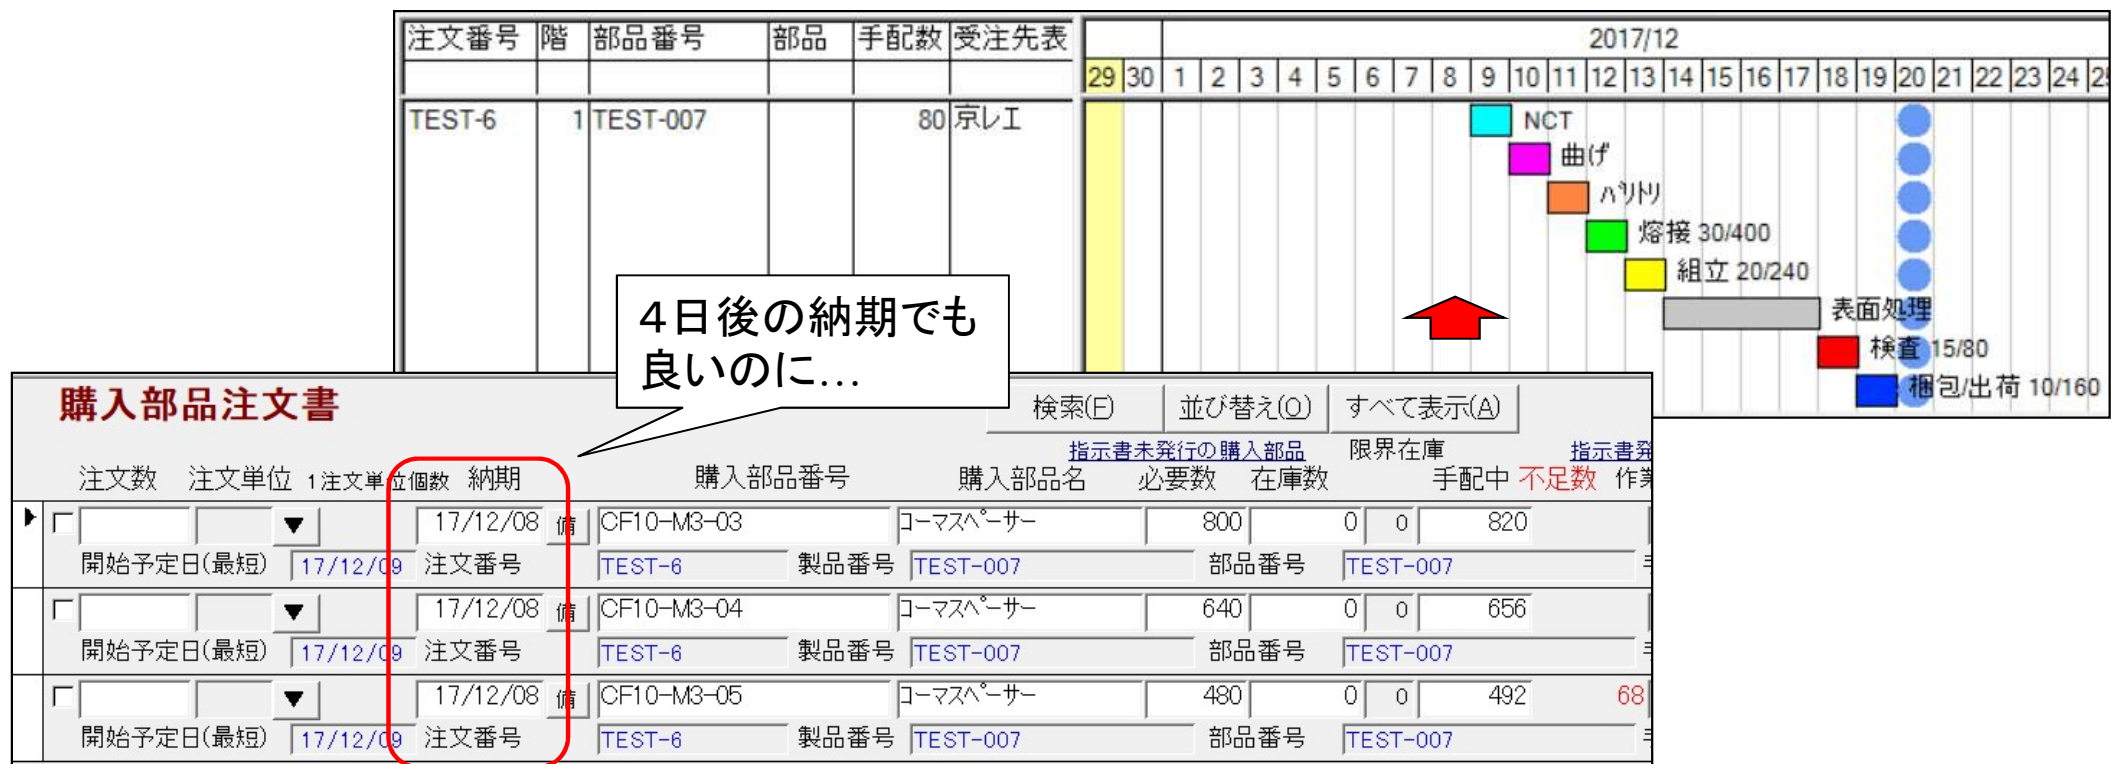 注文番号 階 部品番号 部品 手配数 受注先表 2017/12
29 30 1 2 3 4 5 6 7 8 9 10 11 12 13 14 15 16 17 18 19 20 21 22 23 24
TEST-6 1 TEST-007 80 京レエ NCT
曲げ
ﾊﾞﾘﾄﾘ
熔接 30/400
組立 20/240
表面処理
検査 15/80
梱包/出荷 10/160
４日後の納期でも
良いのに…
購入部品注文書 検索(F) 並び替え(O) すべて表示(A)
指示書未発行の購入部品 限界在庫 指示書発
注文数 注文単位 1注文単位個数 納期 購入部品番号 購入部品名 必要数 在庫数 手配中 不足数
▼ 17/12/08 備 CF10-M3-03 ｺｰﾏｽﾍﾟｰｻｰ 800 0 0 820
開始予定日(最短) 17/12/09 注文番号 TEST-6 製品番号 TEST-007 部品番号 TEST-007
▼ 17/12/08 備 CF10-M3-04 ｺｰﾏｽﾍﾟｰｻｰ 640 0 0 656
開始予定日(最短) 17/12/09 注文番号 TEST-6 製品番号 TEST-007 部品番号 TEST-007
▼ 17/12/08 備 CF10-M3-05 ｺｰﾏｽﾍﾟｰｻｰ 480 0 0 492 68
開始予定日(最短) 17/12/09 注文番号 TEST-6 製品番号 TEST-007 部品番号 TEST-007